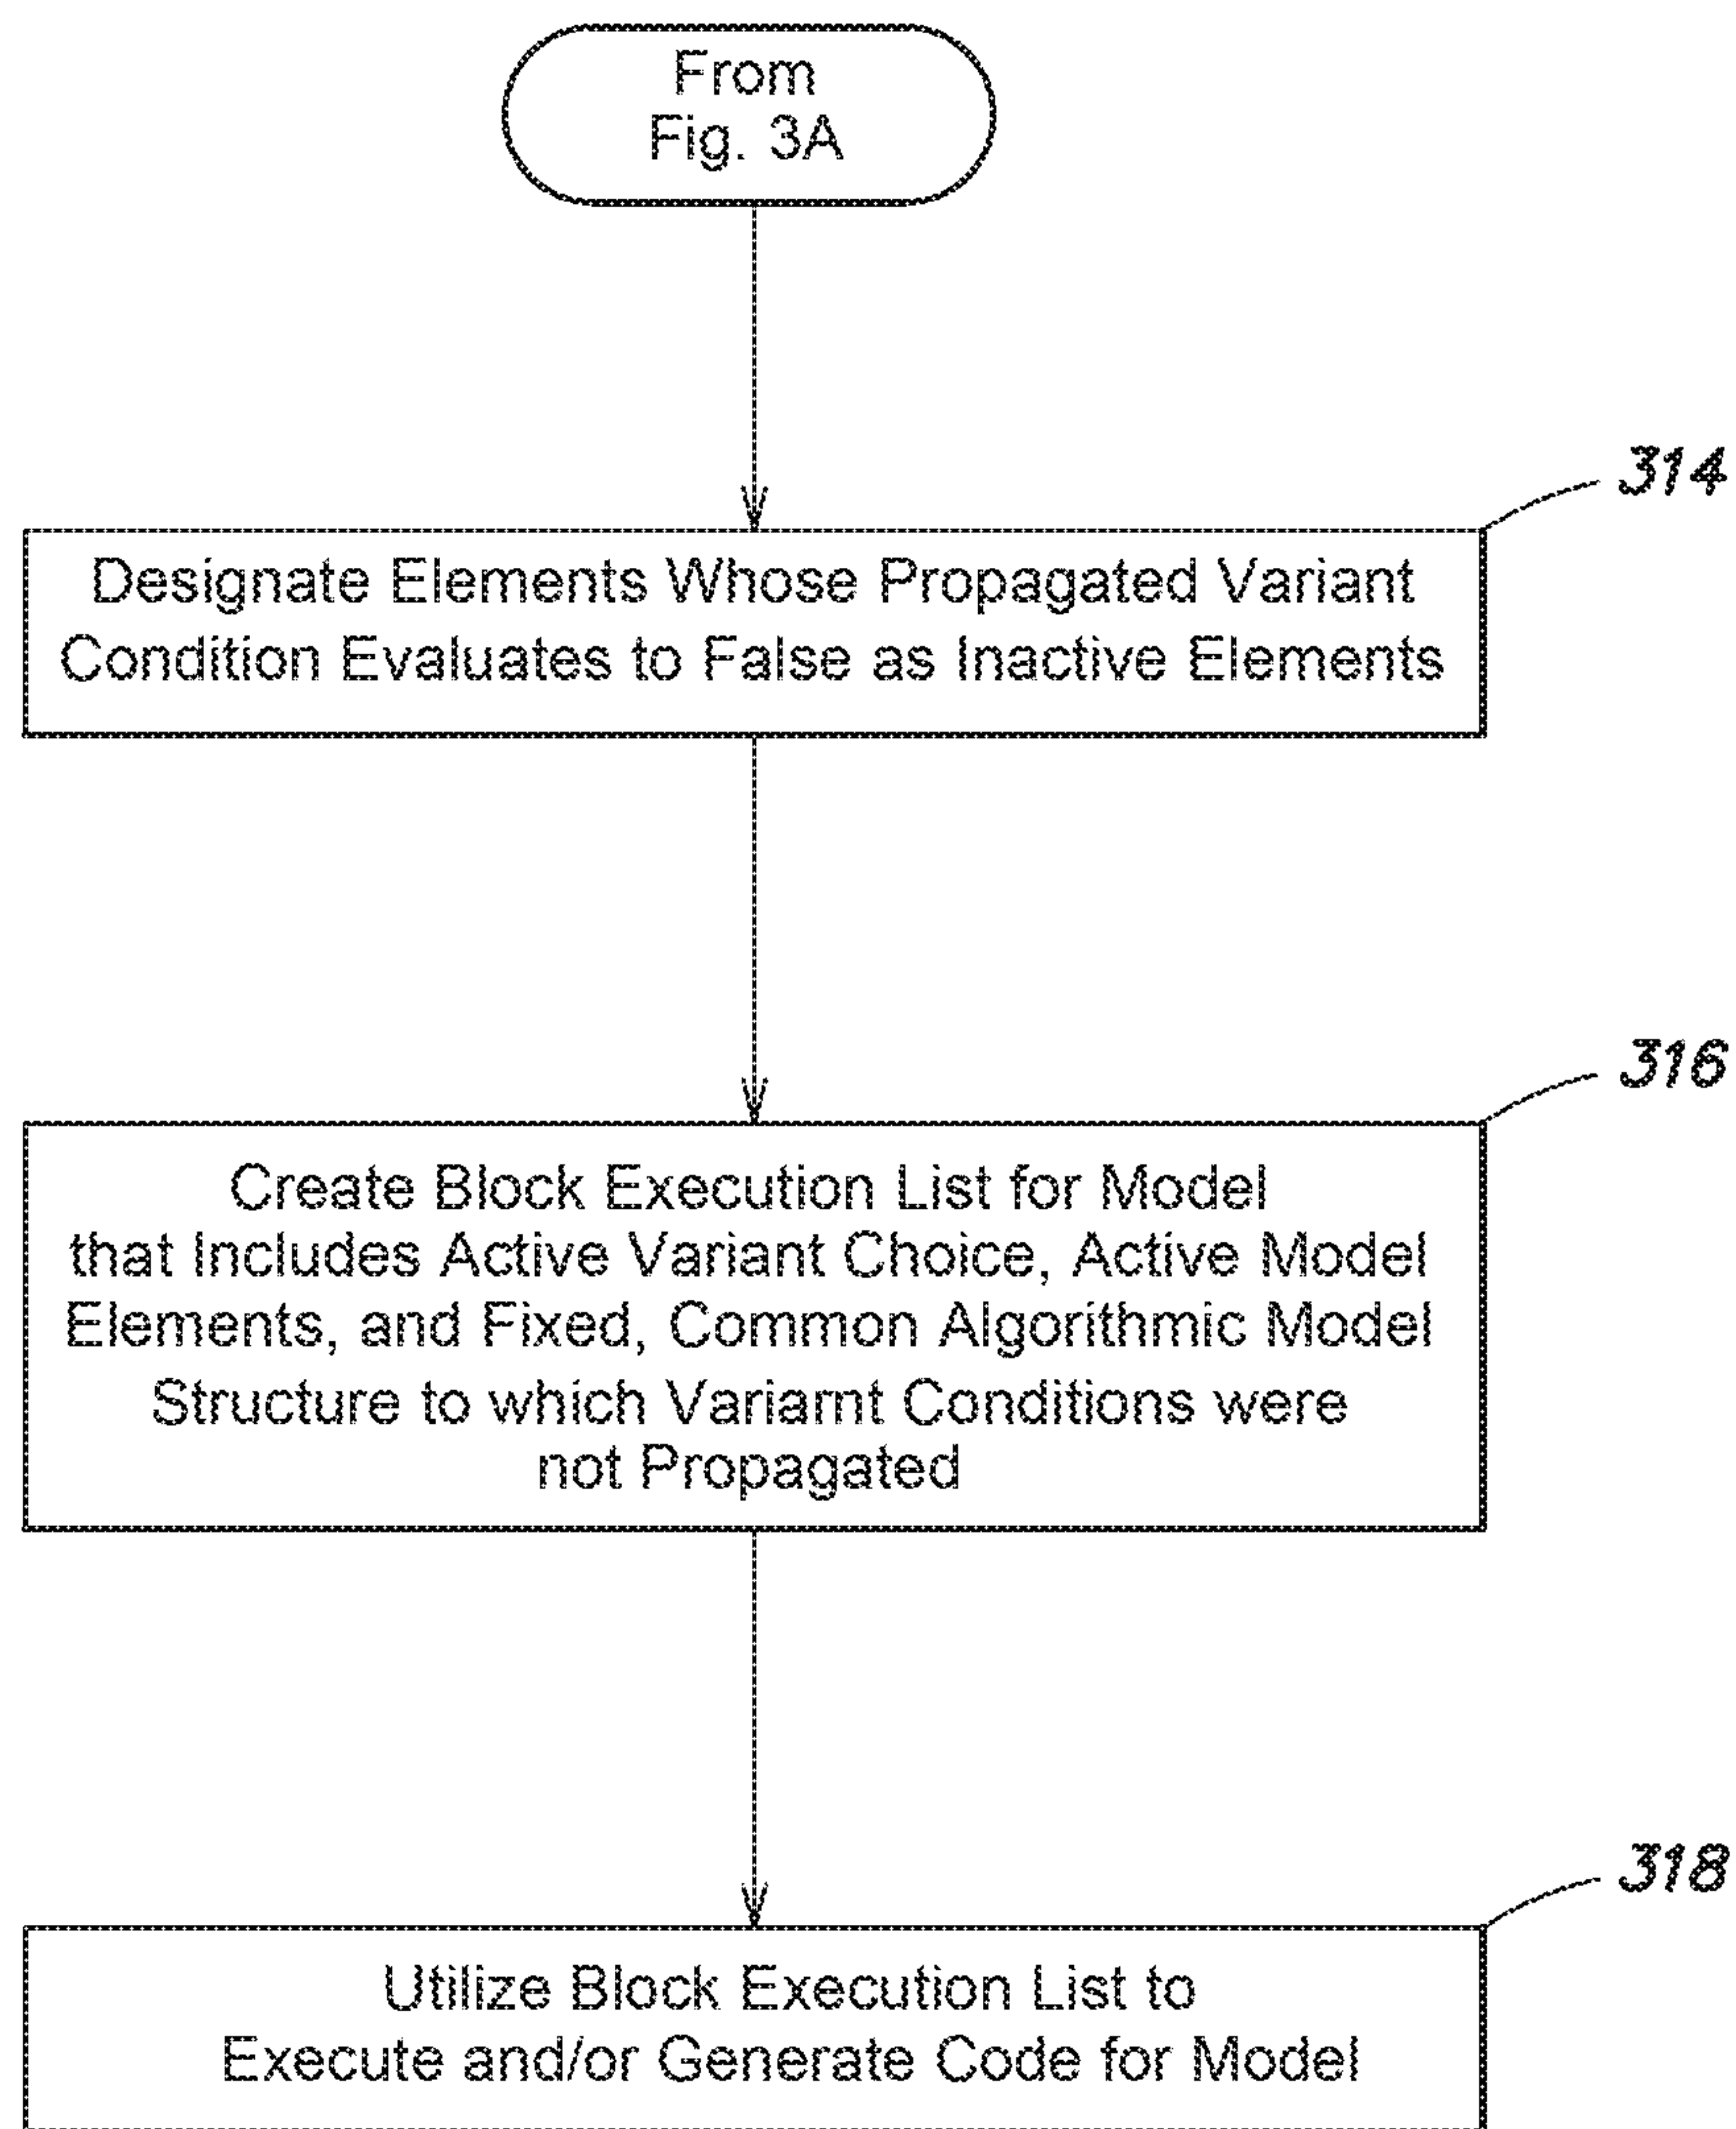 From
Fig. 3A
314
Designate Elements Whose Propagated Variant
Condition Evaluates to False as Inactive Elements
316
Create Block Execution List for Model
that Includes Active Variant Choice, Active Model
Elements, and Fixed, Common Algorithmic Model
Structure to which Variamt Conditions were
not Propagated
318
Utilize Block Execution List to
Execute and/or Generate Code for Model